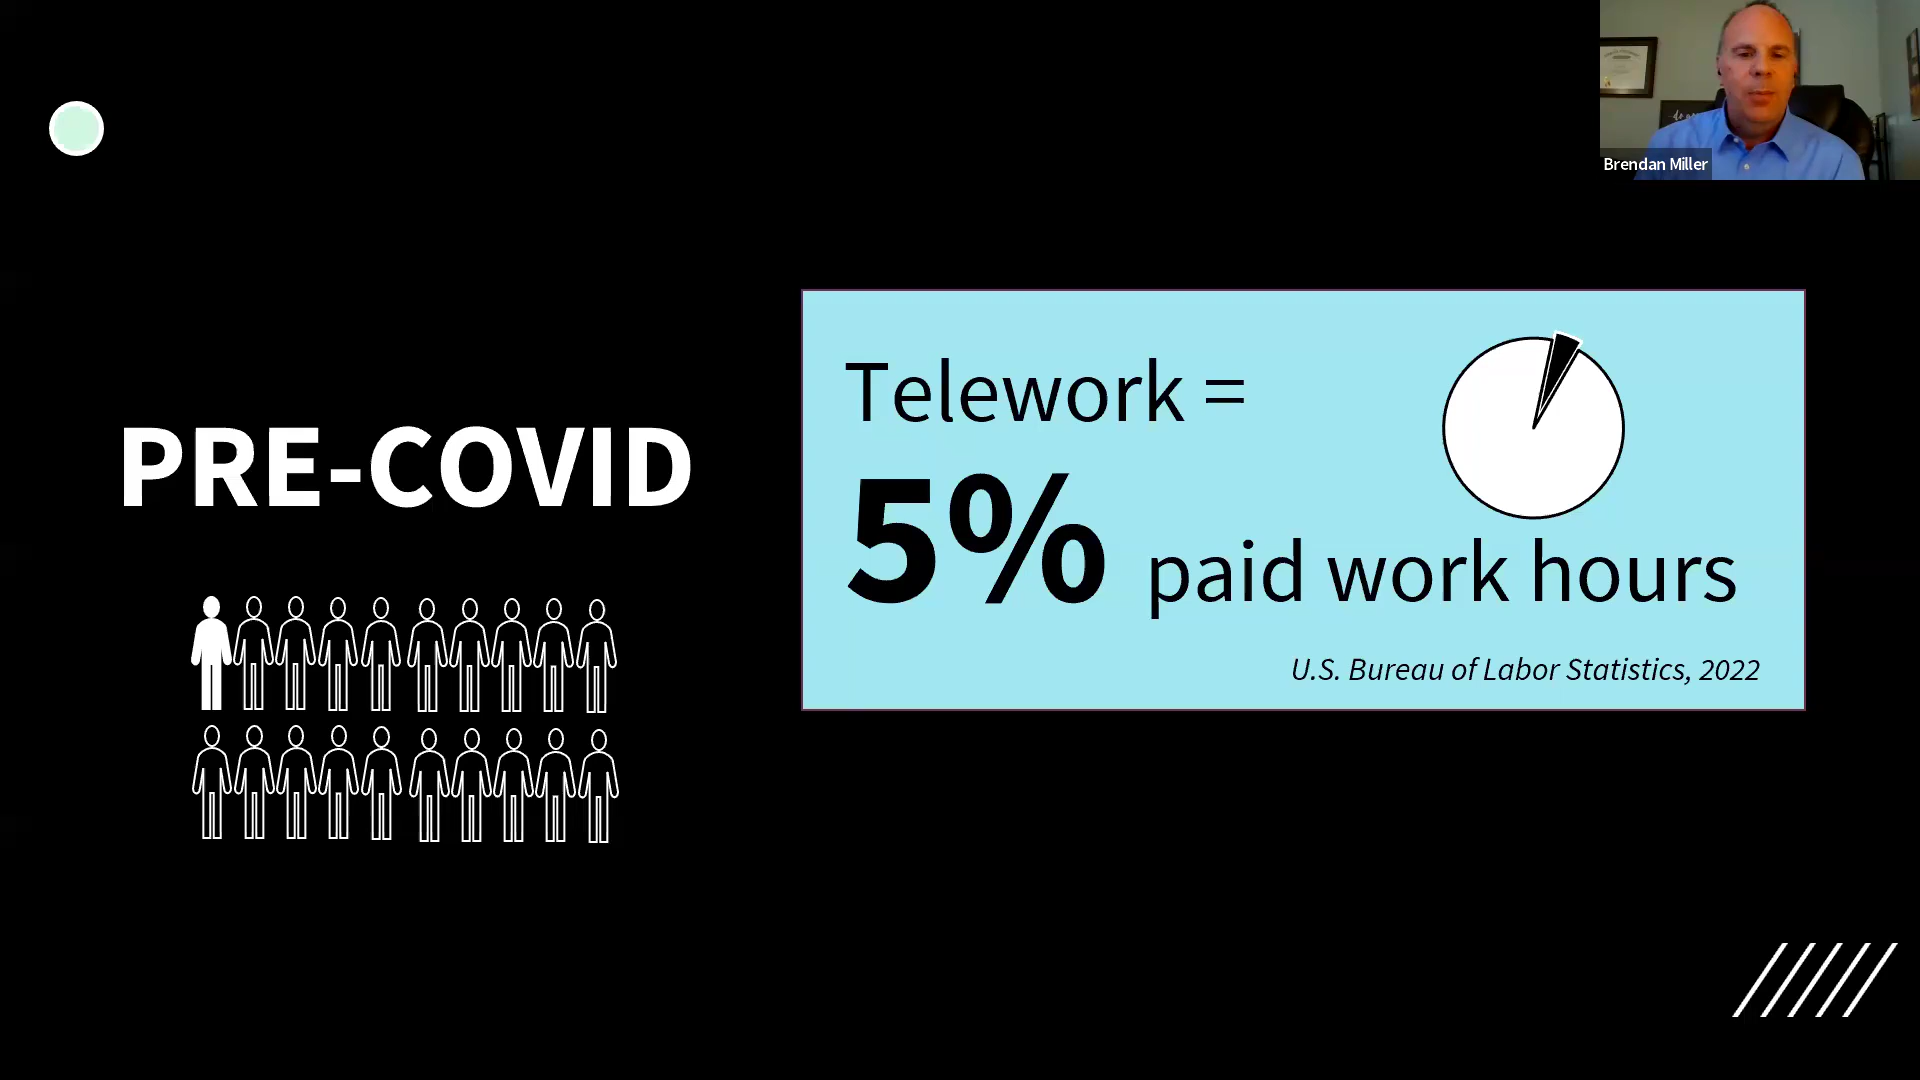 Brendan Miller
PRE-COVID
Telework =
5% paid work hours
U.S. Bureau of Labor Statistics, 2022